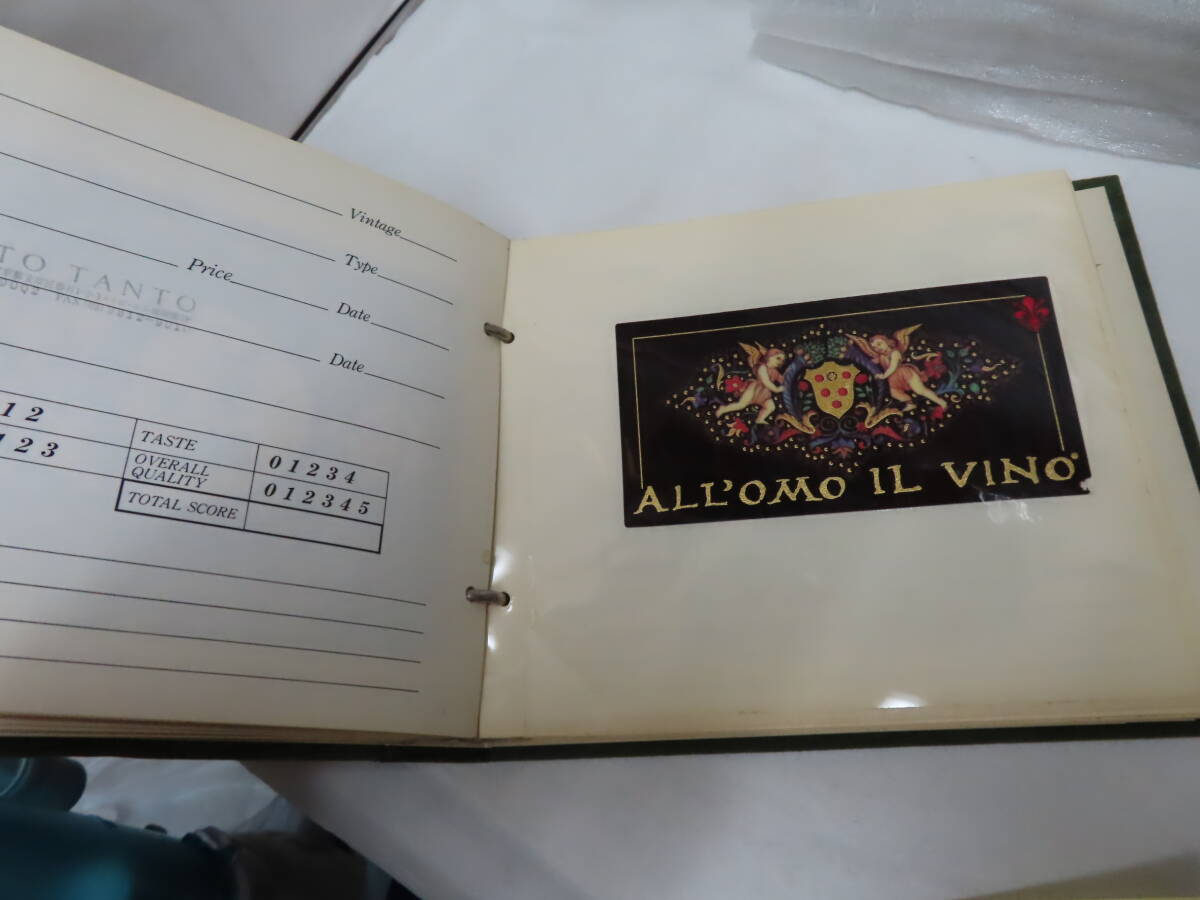 Vintage
Type
Price
Date
Date
TO TANTO
1 2
1 2 3
TASTE 0 1 2 3 4
OVERALL
QUALITY 0 1 2 3 4 5
TOTAL SCORE
ALL'OMO IL VINO